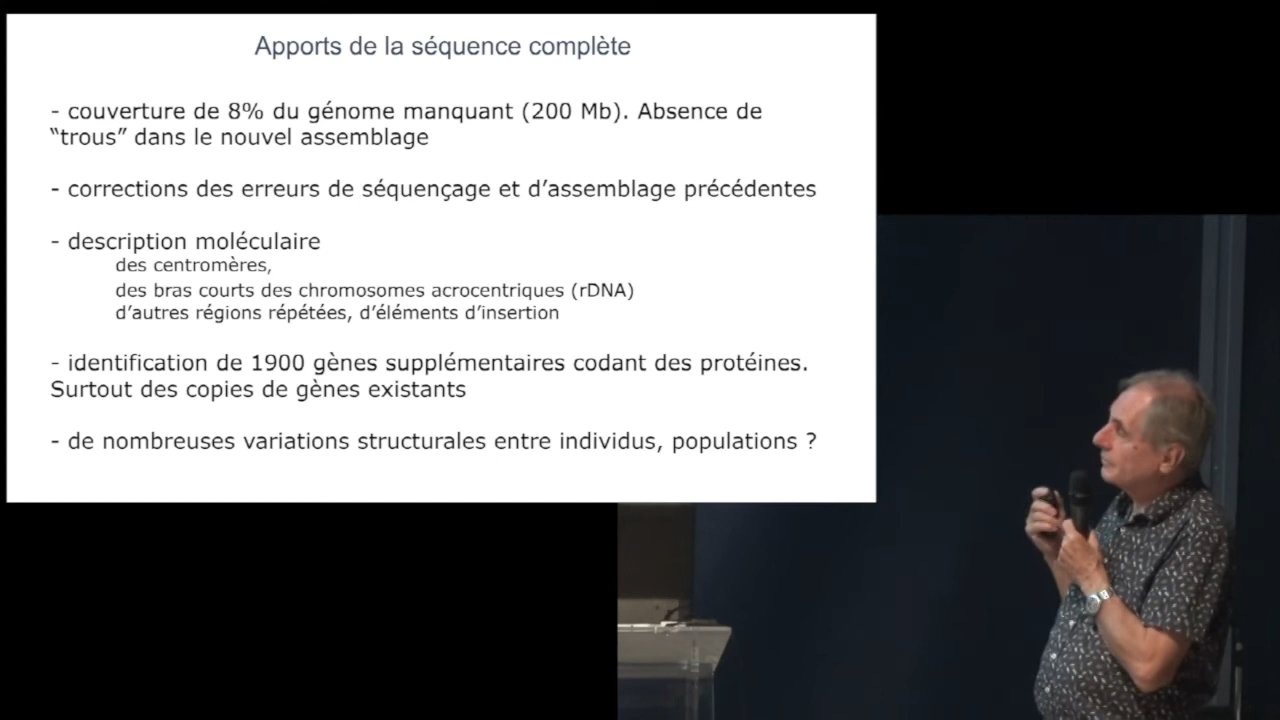 Apports de la séquence complète
- couverture de 8% du génome manquant (200 Mb). Absence de
“trous” dans le nouvel assemblage
- corrections des erreurs de séquençage et d’assemblage précédentes
- description moléculaire
des centromères,
des bras courts des chromosomes acrocentriques (rDNA)
d’autres régions répétées, d’éléments d’insertion
- identification de 1900 gènes supplémentaires codant des protéines.
Surtout des copies de gènes existants
- de nombreuses variations structurales entre individus, populations ?